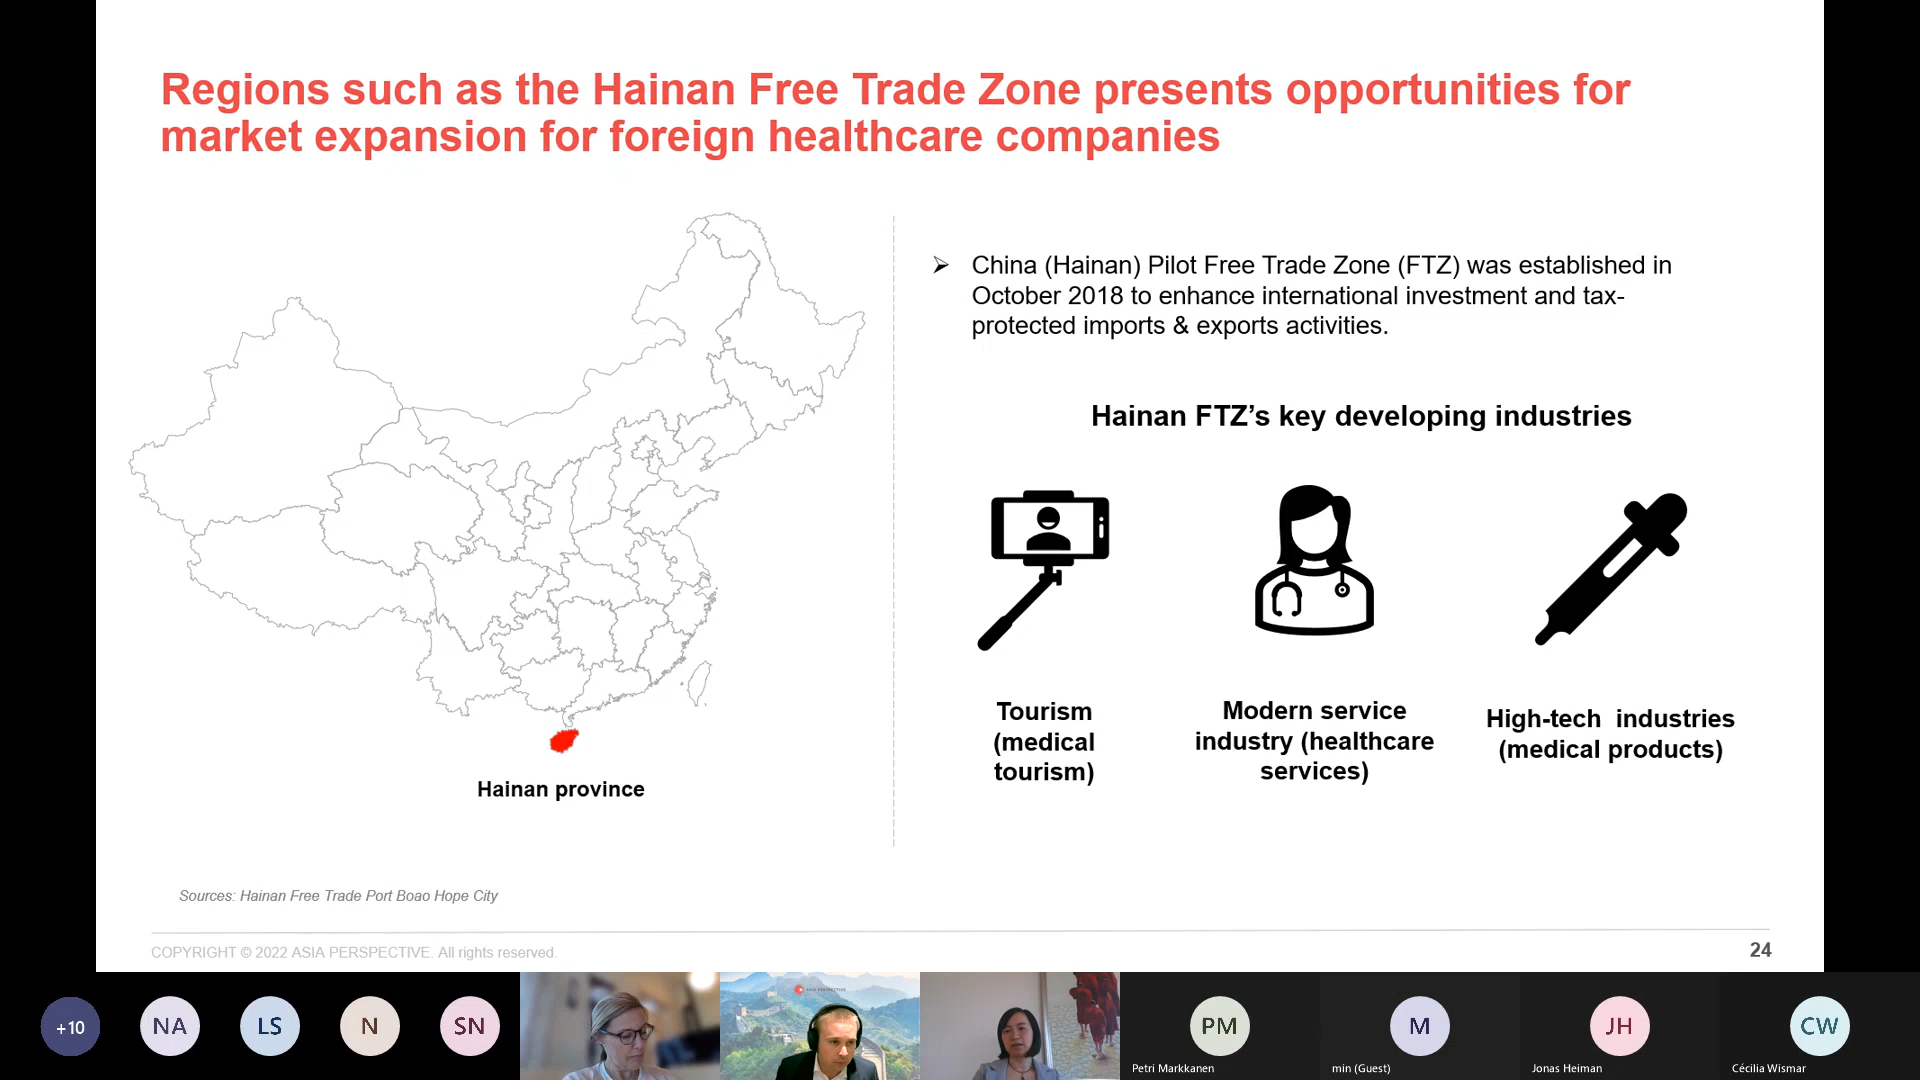 Regions such as the Hainan Free Trade Zone presents opportunities for
market expansion for foreign healthcare companies
China (Hainan) Pilot Free Trade Zone (FTZ) was established in
October 2018 to enhance international investment and tax-
protected imports & exports activities.
Hainan FTZ’s key developing industries
Tourism
(medical
tourism)
Modern service
industry (healthcare
services)
High-tech  industries
(medical products)
Hainan province
Sources: Hainan Free Trade Port Boao Hope City
COPYRIGHT © 2022 ASIA PERSPECTIVE. All rights reserved.
24
+10
NA
LS
N
SN
ASIA PERSPECTIVE
PM
Petri Markkanen
M
min (Guest)
JH
Jonas Heiman
CW
Cécilia Wismar